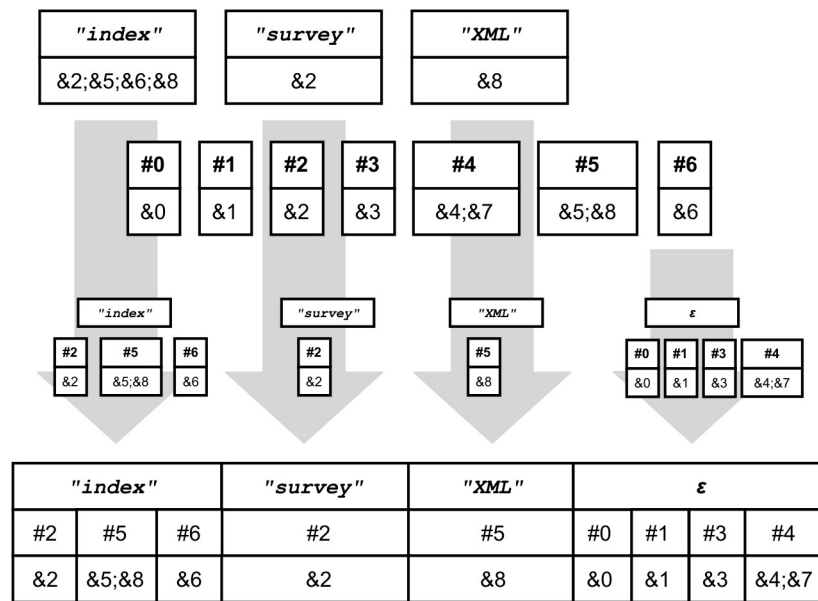 "index" "survey" "XML"
&2;&5;&6;&8 &2 &8
#0 #1 #2 #3 #4 #5 #6
&0 &1 &2 &3 &4;&7 &5;&8 &6
"index" "survey" "XML" ε
#2 #5 #6 #2 #5 #0 #1 #3 #4
&2 &5;&8 &6 &2 &8 &0 &1 &3 &4;&7
"index" "survey" "XML" ε
#2 #5 #6 #2 #5 #0 #1 #3 #4
&2 &5;&8 &6 &2 &8 &0 &1 &3 &4;&7